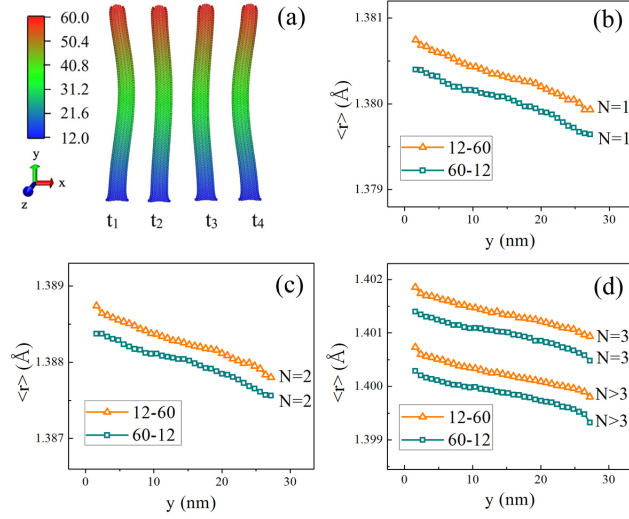 (a)
60.0
50.4
40.8
31.2
21.6
12.0
y
x
z
t1 t2 t3 t4
(b)
1.381
1.380
1.379
<r> (Å)
N=1
N=1
12-60
60-12
0 10 20 30
y (nm)
(c)
1.389
1.388
1.387
<r> (Å)
N=2
N=2
12-60
60-12
0 10 20 30
y (nm)
(d)
1.402
1.401
1.400
1.399
<r> (Å)
N=3
N=3
N>3
N>3
12-60
60-12
0 10 20 30
y (nm)